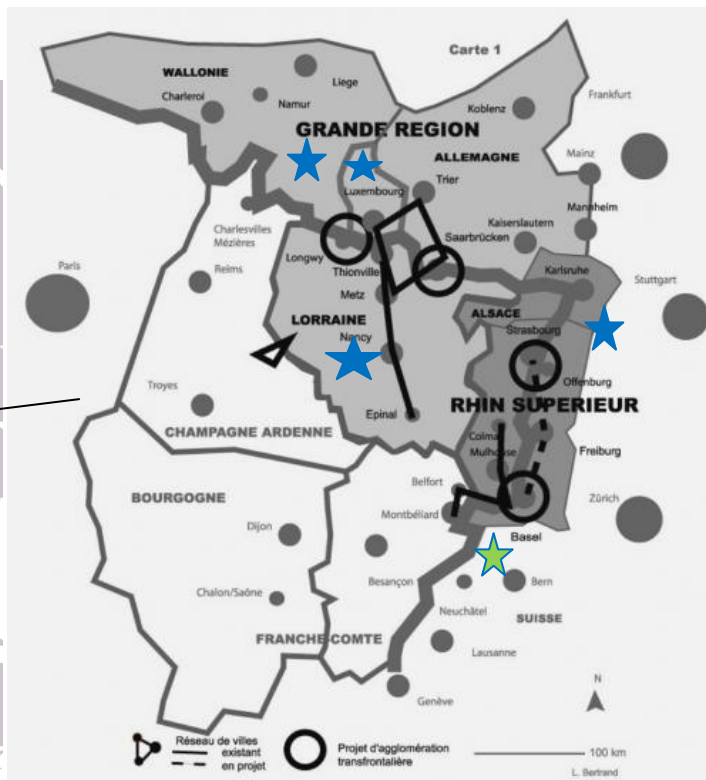 Carte 1
WALLONIE
Liege
Charleroi
Namur
Koblenz
Frankfurt
GRANDE REGION
ALLEMAGNE
Mainz
Trier
Luxembourg
Mannheim
Charlesvilles
Mézières
Kaiserslautern
Saarbrücken
Longwy
Paris
Reims
Thionville
Karlsruhe
Stuttgart
Metz
LORRAINE
ALSACE
Strasbourg
Nancy
Offenburg
Troyes
Epinal
RHIN SUPERIEUR
CHAMPAGNE ARDENNE
Colma
Mulhouse
Freiburg
Belfort
BOURGOGNE
Zürich
Montbéliard
Dijon
Basel
Besançon
Bern
Chalon/Saône
Neuchâtel
SUISSE
FRANCHE-COMTE
Lausanne
Genève
N
Réseau de villes
existant
en projet
Projet d'agglomération
transfrontalière
100 km
L. Bertrand